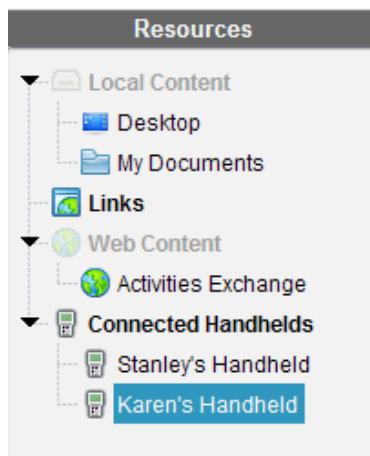 Resources
Local Content
Desktop
My Documents
Links
Web Content
Activities Exchange
Connected Handhelds
Stanley's Handheld
Karen's Handheld